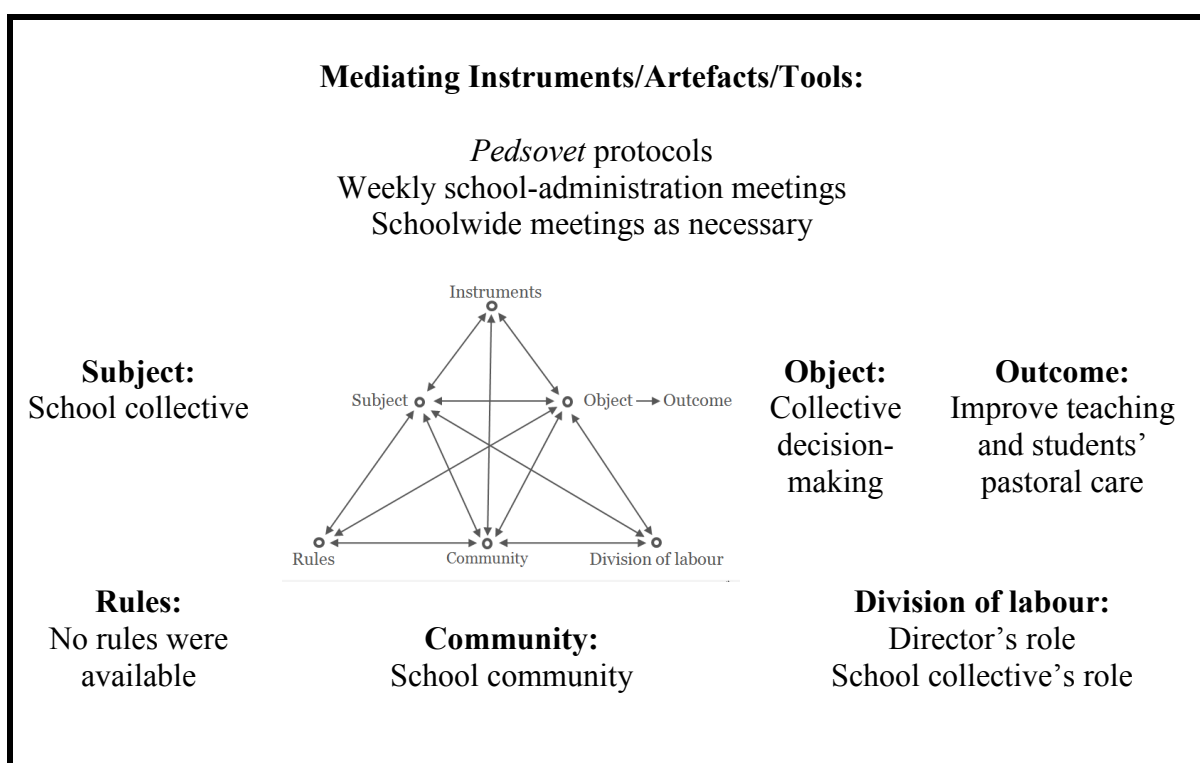 Mediating Instruments/Artefacts/Tools:
Pedsovet protocols
Weekly school-administration meetings
Schoolwide meetings as necessary
Instruments
Subject
Object → Outcome
Rules
Community
Division of labour
Subject:
School collective
Object:
Collective
decision-
making
Outcome:
Improve teaching
and students’
pastoral care
Rules:
No rules were
available
Community:
School community
Division of labour:
Director’s role
School collective’s role